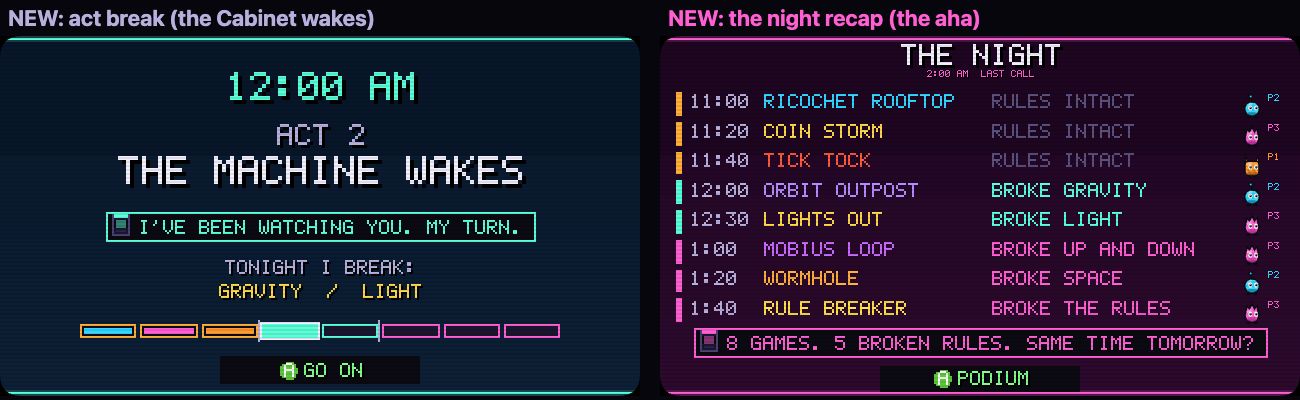 NEW: act break (the Cabinet wakes)
12:00 AM
ACT 2
THE MACHINE WAKES
I'VE BEEN WATCHING YOU. MY TURN.
TONIGHT I BREAK:
GRAVITY / LIGHT
A GO ON
NEW: the night recap (the aha)
THE NIGHT
2:00 AM LAST CALL
11:00 RICOCHET ROOFTOP RULES INTACT P2
11:20 COIN STORM RULES INTACT P3
11:40 TICK TOCK RULES INTACT P1
12:00 ORBIT OUTPOST BROKE GRAVITY P2
12:30 LIGHTS OUT BROKE LIGHT P3
1:00 MOBIUS LOOP BROKE UP AND DOWN P3
1:20 WORMHOLE BROKE SPACE P2
1:40 RULE BREAKER BROKE THE RULES P3
8 GAMES. 5 BROKEN RULES. SAME TIME TOMORROW?
A PODIUM